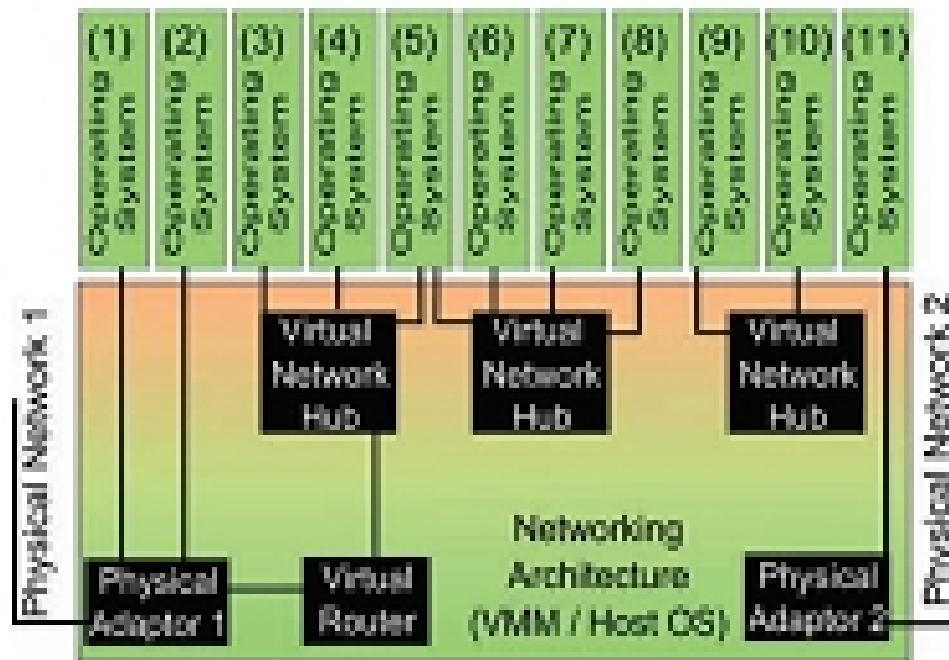 (1) (2) (3) (4) (5) (6) (7) (8) (9) (10) (11)
Operating System
Operating System
Operating System
Operating System
Operating System
Operating System
Operating System
Operating System
Operating System
Operating System
Operating System
Physical Network 1
Virtual
Network
Hub
Virtual
Network
Hub
Virtual
Network
Hub
Physical Network 2
Physical
Adaptor 1
Virtual
Router
Networking
Architecture
(VMM / Host OS)
Physical
Adaptor 2